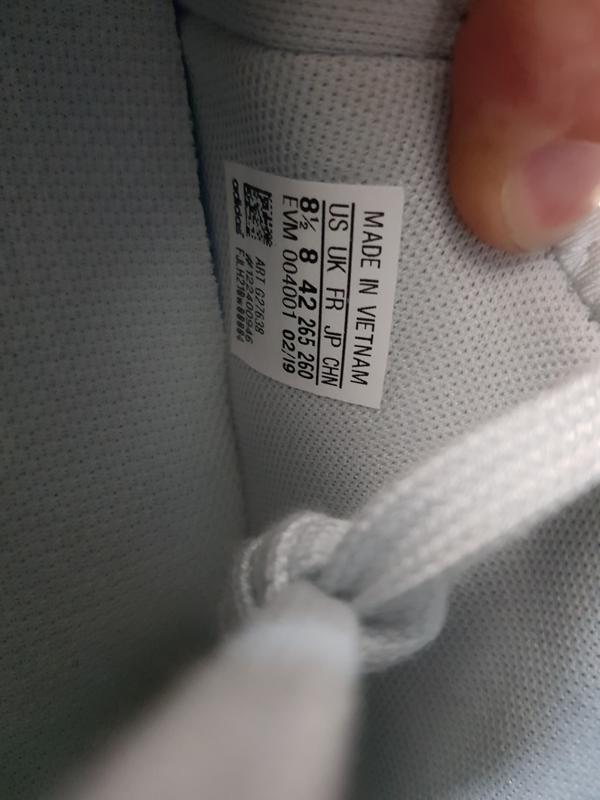 MADE IN VIETNAM
US UK FR JP CHN
8½ 8 42 265 260
EVM 004001 02/19
ART G27638
adidas